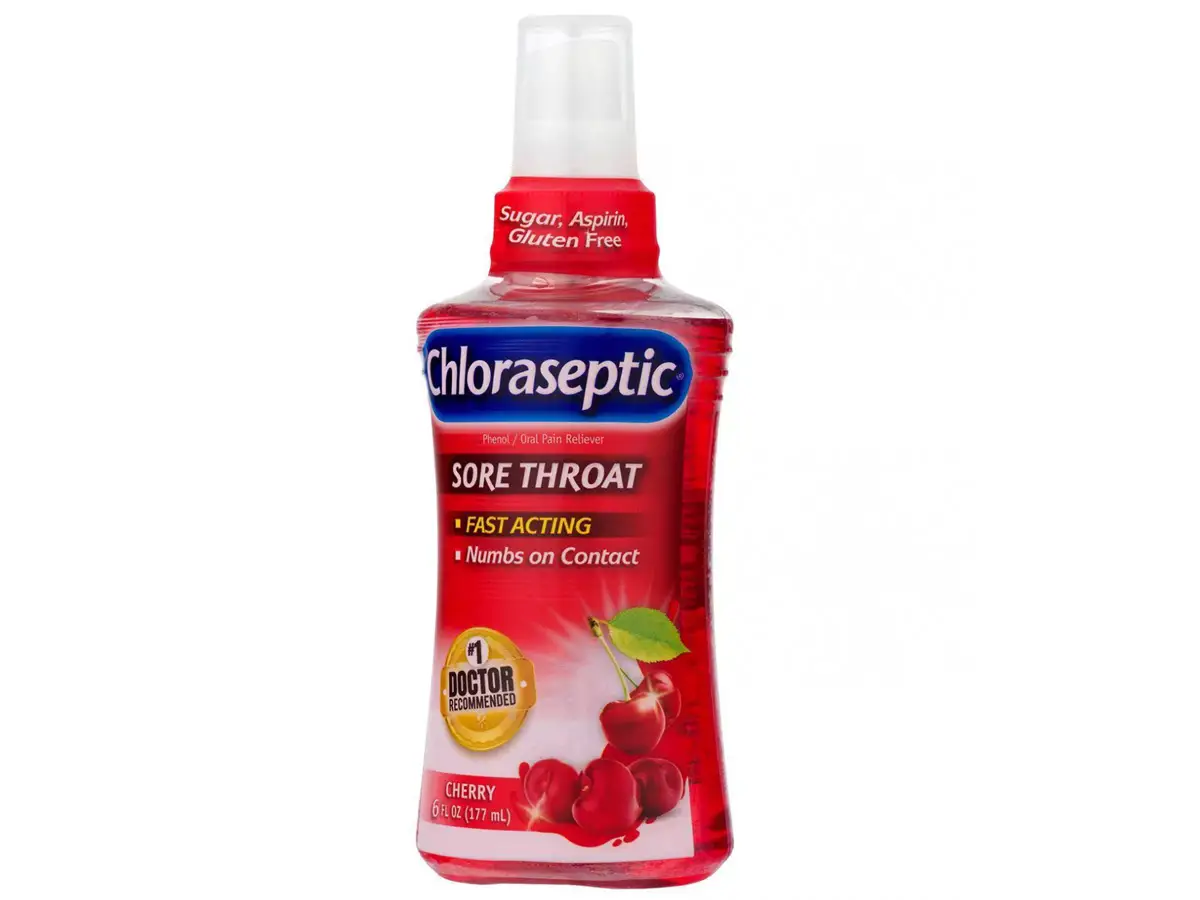 Sugar, Aspirin,
Gluten Free
Chloraseptic®
Phenol / Oral Pain Reliever
SORE THROAT
▪ FAST ACTING
▪ Numbs on Contact
#1
DOCTOR
RECOMMENDED
CHERRY
6 FL OZ (177 mL)